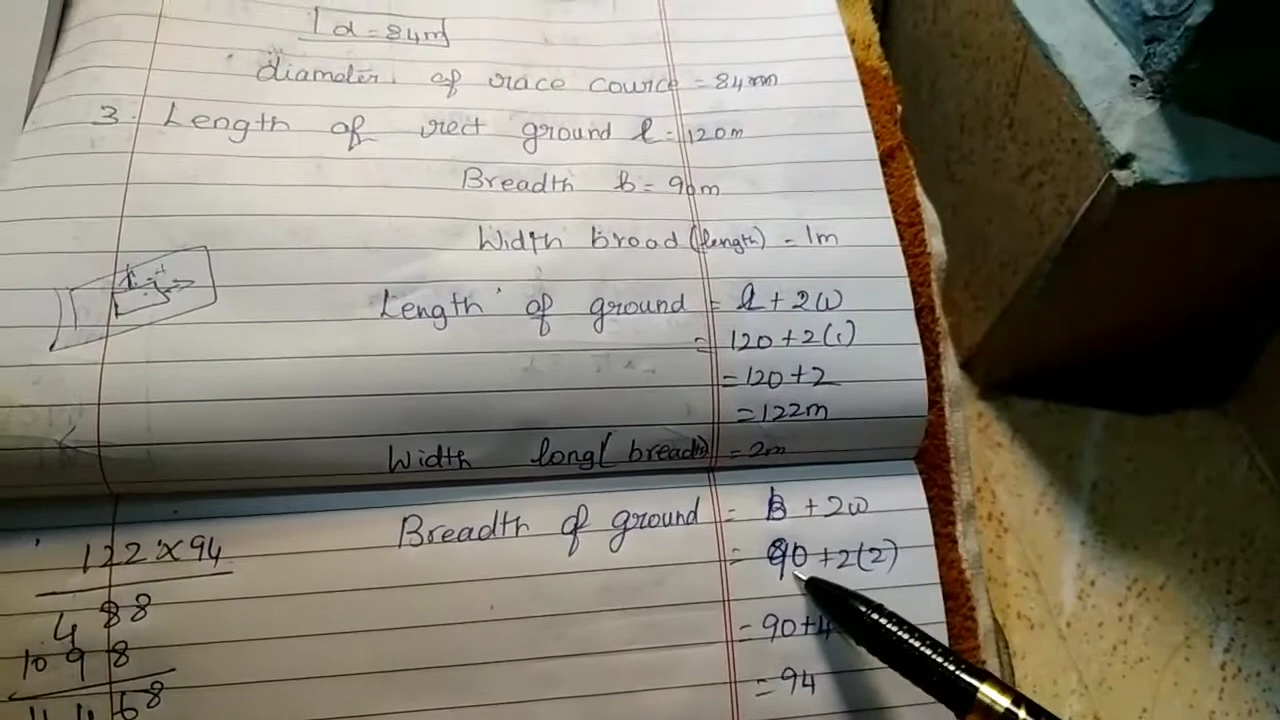 d = 84m
diameter of race cource = 84m
3. Length of rect ground l = 120m
Breadth b = 90m
Width broad (length) = 1m
Length of ground = l + 2w
= 120 + 2(1)
= 120 + 2
= 122m
Width long (breadth) = 2m
Breadth of ground = B + 2w
= 90 + 2(2)
= 90 + 4
= 94
122 × 94
488
1098
11468